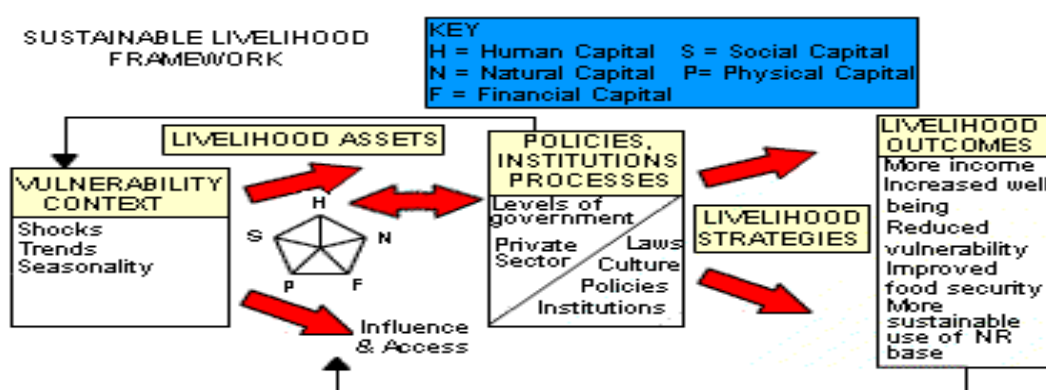 SUSTAINABLE LIVELIHOOD
FRAMEWORK
KEY
H = Human Capital S = Social Capital
N = Natural Capital P= Physical Capital
F = Financial Capital
LIVELIHOOD ASSETS
VULNERABILITY
CONTEXT
Shocks
Trends
Seasonality
H
S
N
P
F
Influence
& Access
POLICIES,
INSTITUTIONS
PROCESSES
Levels of
government
Private
Sector
Laws
Culture
Policies
Institutions
LIVELIHOOD
STRATEGIES
LIVELIHOOD
OUTCOMES
More income
Increased well
being
Reduced
vulnerability
Improved
food security
More
sustainable
use of NR
base